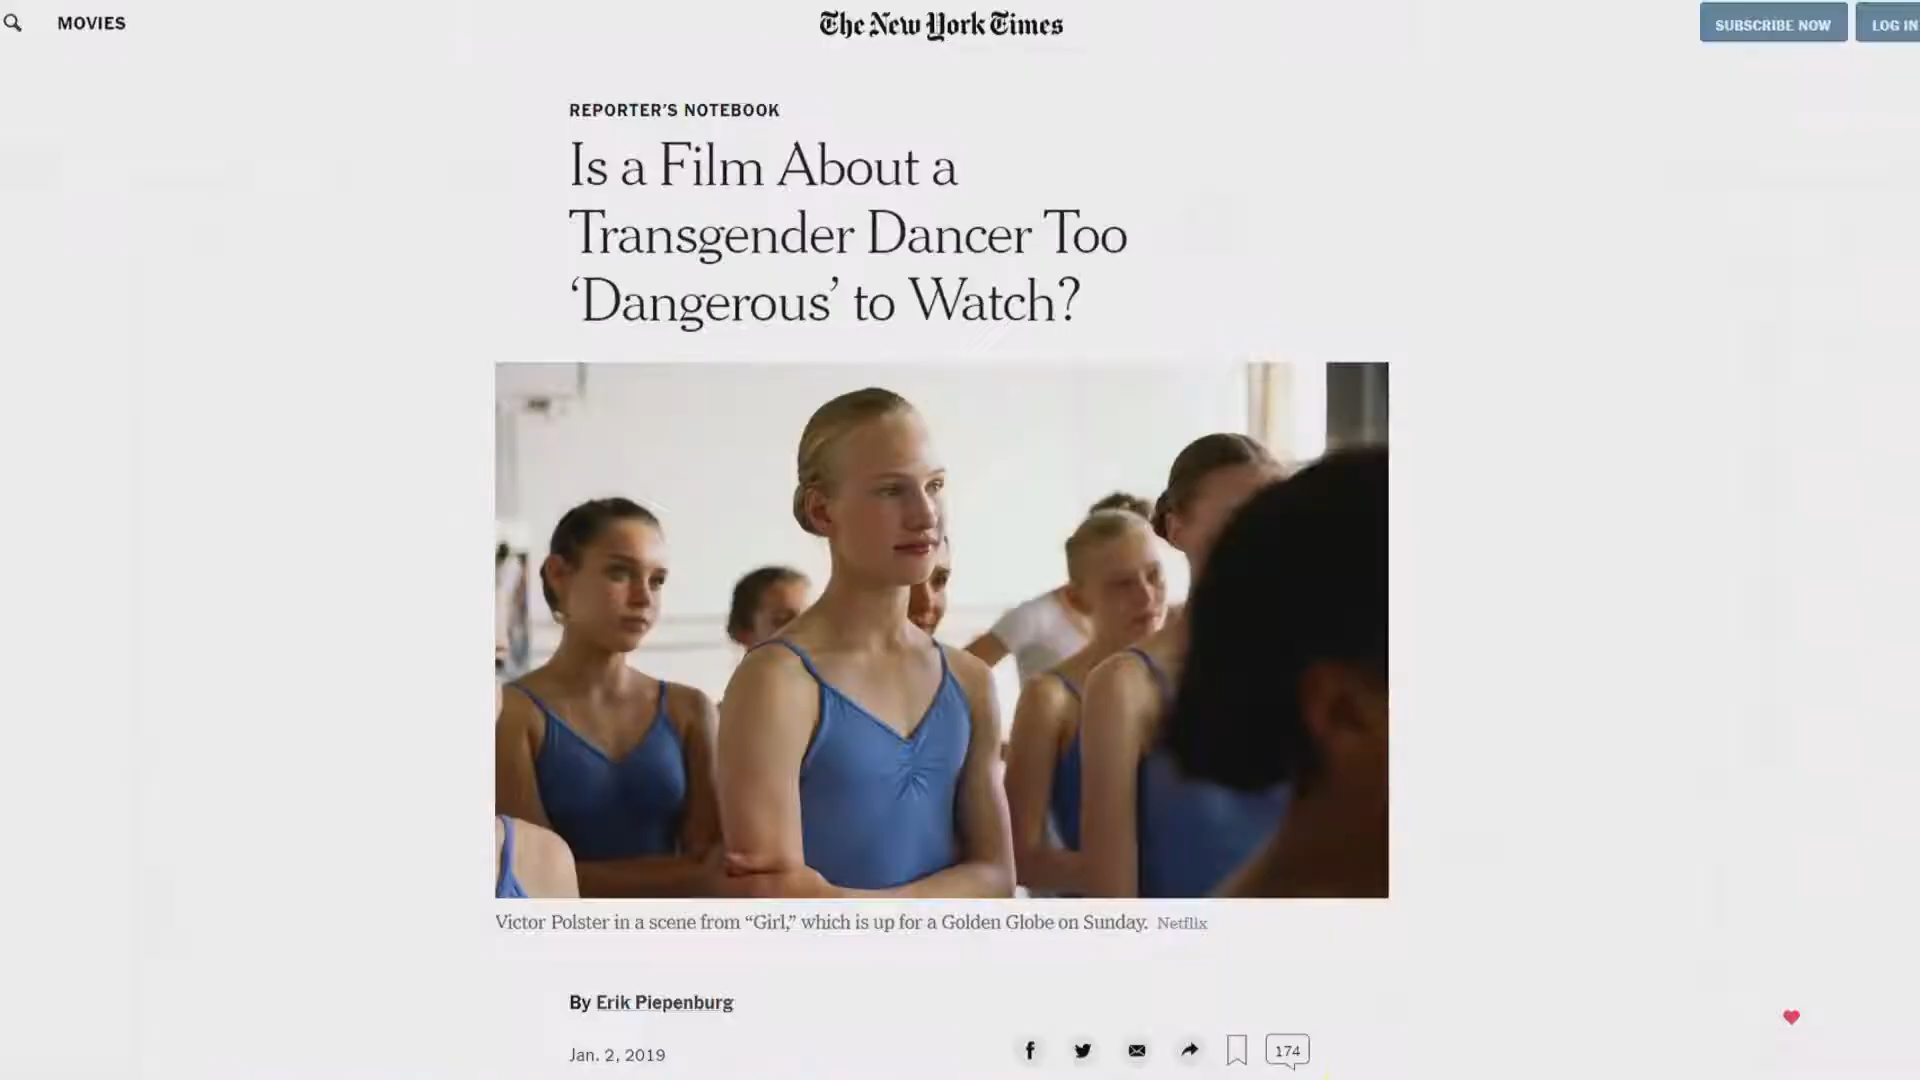 MOVIES
The New York Times
SUBSCRIBE NOW
LOG IN
REPORTER'S NOTEBOOK
Is a Film About a
Transgender Dancer Too
‘Dangerous’ to Watch?
Victor Polster in a scene from “Girl,” which is up for a Golden Globe on Sunday. Netflix
By Erik Piepenburg
Jan. 2, 2019
174